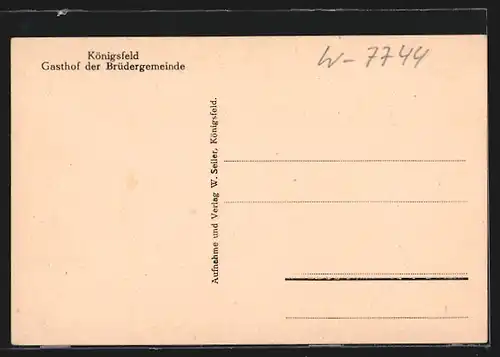 Königsfeld
Gasthof der Brüdergemeinde
W-7744
Aufnahme und Verlag W. Seiler, Königsfeld.